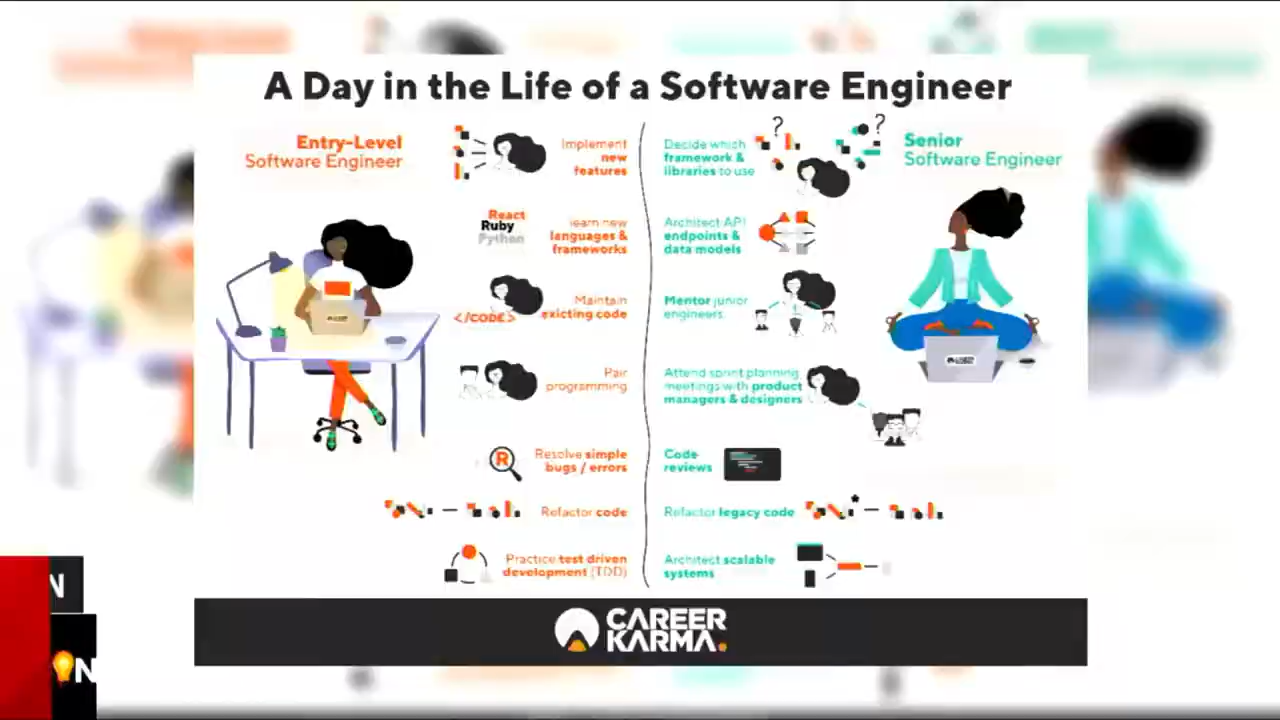 A Day in the Life of a Software Engineer
Entry-Level
Software Engineer
Implement
new
features
React
Ruby
Python
learn new
languages &
frameworks
</CODE>
Maintain
exicting code
Pair
programming
R
Resolve simple
bugs / errors
Refactor code
Practice test driven
development (TDD)
Senior
Software Engineer
Decide which
framework &
libraries to use
?
?
Architect API
endpoints &
data models
Mentor junior
engineers
Attend sprint planning
meetings with product
managers & designers
Code
reviews
Refactor legacy code
Architect scalable
systems
CAREER
KARMA.
N
N